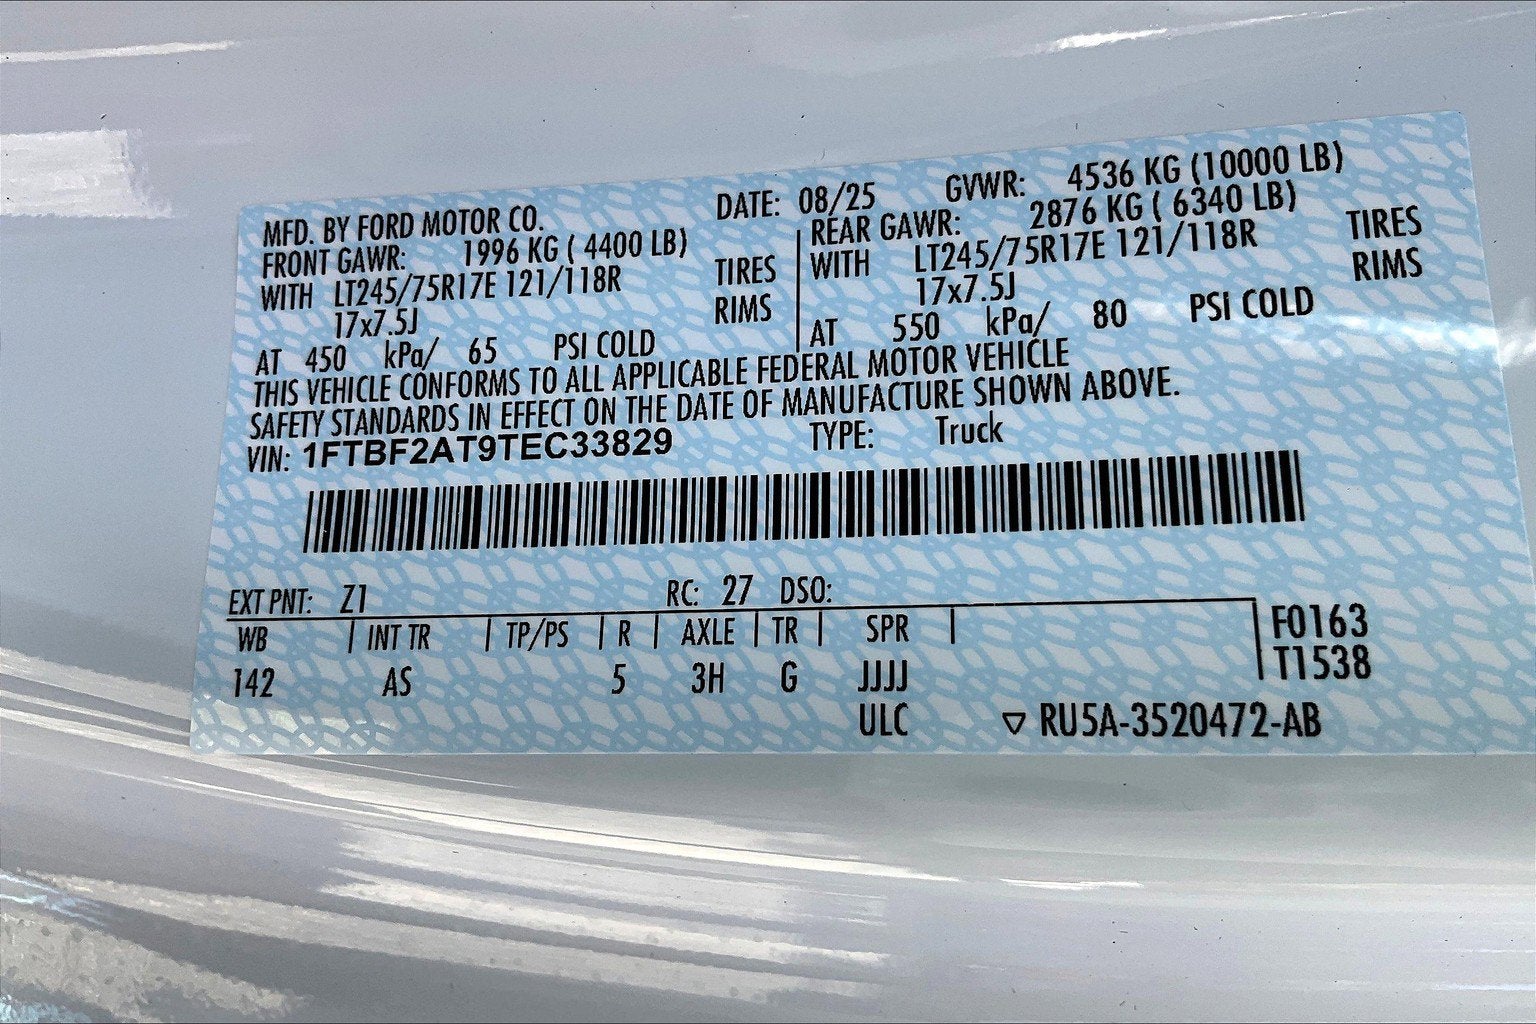 MFD. BY FORD MOTOR CO. DATE: 08/25 GVWR: 4536 KG (10000 LB)
FRONT GAWR: 1996 KG ( 4400 LB)
WITH LT245/75R17E 121/118R TIRES
17x7.5J RIMS
AT 450 kPa/ 65 PSI COLD
REAR GAWR: 2876 KG ( 6340 LB)
WITH LT245/75R17E 121/118R TIRES
17x7.5J RIMS
AT 550 kPa/ 80 PSI COLD
THIS VEHICLE CONFORMS TO ALL APPLICABLE FEDERAL MOTOR VEHICLE
SAFETY STANDARDS IN EFFECT ON THE DATE OF MANUFACTURE SHOWN ABOVE.
VIN: 1FTBF2AT9TEC33829 TYPE: Truck
EXT PNT: Z1 RC: 27 DSO:
WB | INT TR | TP/PS | R | AXLE | TR | SPR |
142 AS 5 3H G JJJJ
ULC
F0163
T1538
▽ RU5A-3520472-AB